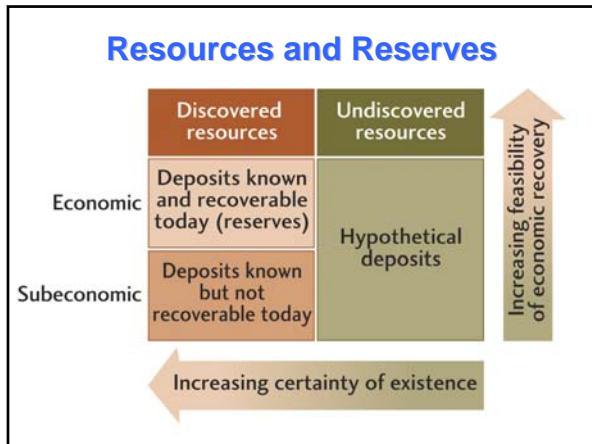 Resources and Reserves
Discovered
resources
Undiscovered
resources
Economic
Deposits known
and recoverable
today (reserves)
Hypothetical
deposits
Subeconomic
Deposits known
but not
recoverable today
Increasing feasibility
of economic recovery
Increasing certainty of existence